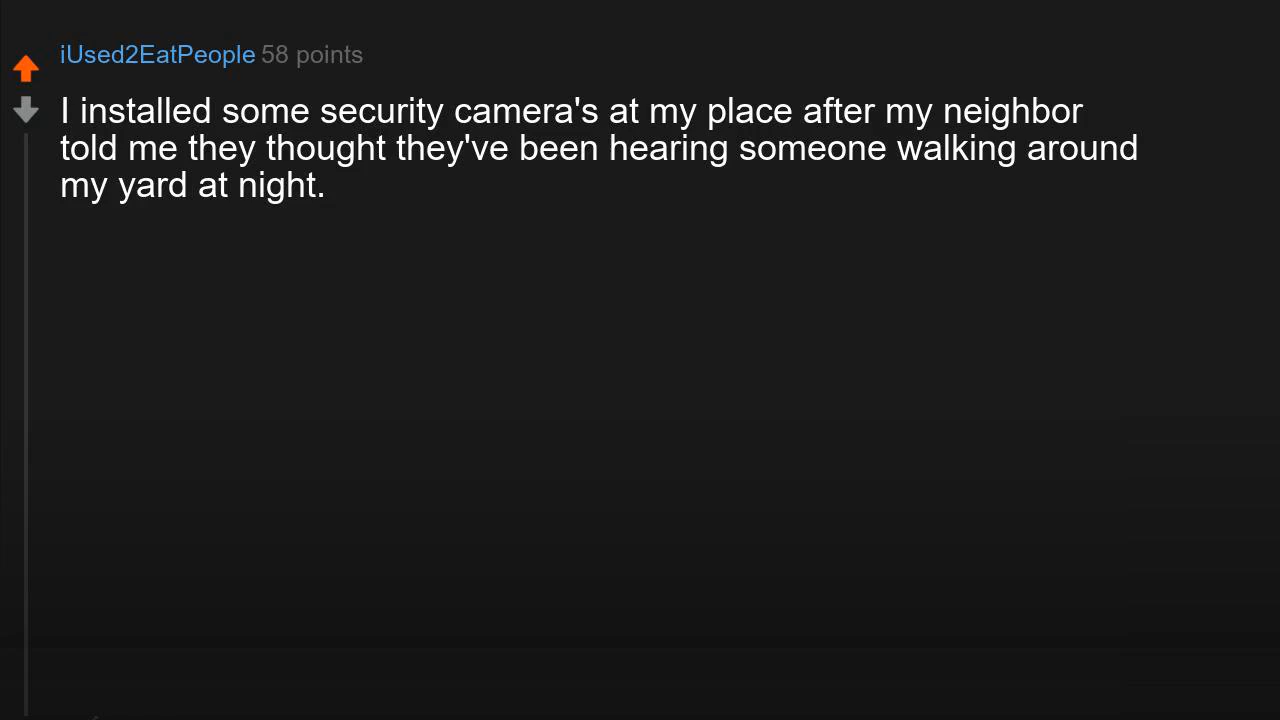 iUsed2EatPeople 58 points
I installed some security camera's at my place after my neighbor
told me they thought they've been hearing someone walking around
my yard at night.